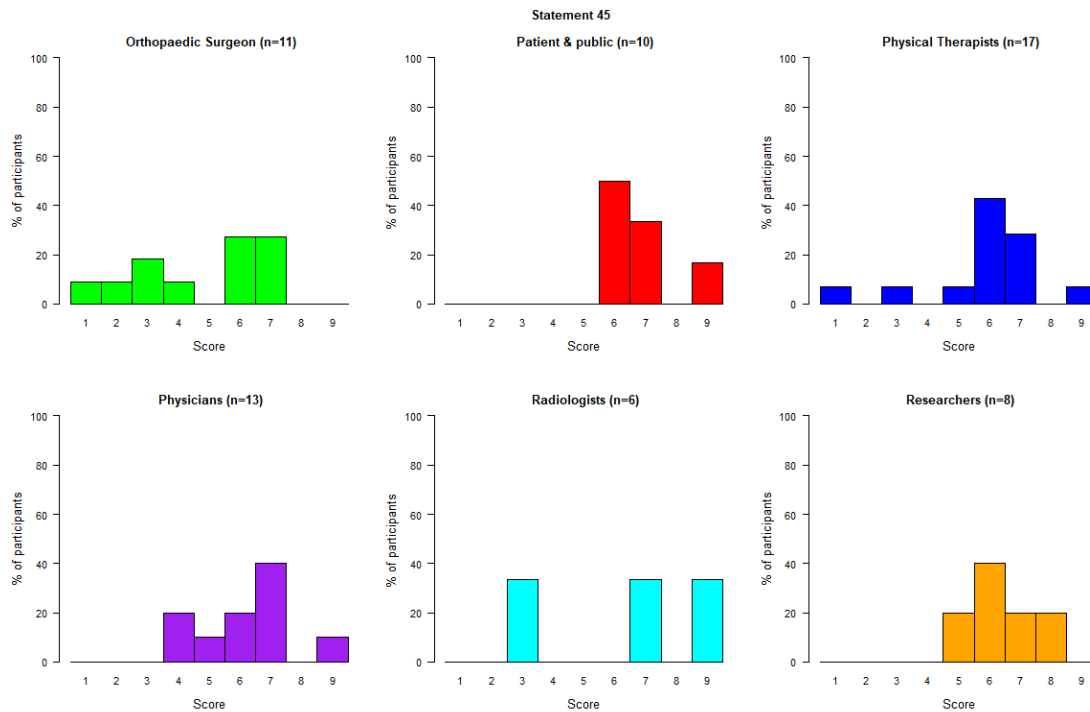 Statement 45
Orthopaedic Surgeon (n=11)
% of participants
100
80
60
40
20
0
1 2 3 4 5 6 7 8 9
Score
Patient & public (n=10)
% of participants
100
80
60
40
20
0
1 2 3 4 5 6 7 8 9
Score
Physical Therapists (n=17)
% of participants
100
80
60
40
20
0
1 2 3 4 5 6 7 8 9
Score
Physicians (n=13)
% of participants
100
80
60
40
20
0
1 2 3 4 5 6 7 8 9
Score
Radiologists (n=6)
% of participants
100
80
60
40
20
0
1 2 3 4 5 6 7 8 9
Score
Researchers (n=8)
% of participants
100
80
60
40
20
0
1 2 3 4 5 6 7 8 9
Score